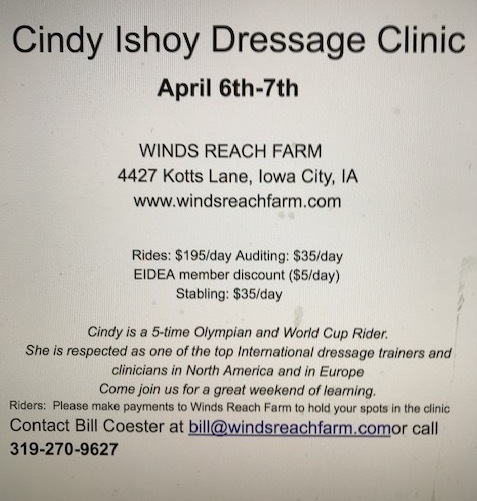 Cindy Ishoy Dressage Clinic
April 6th-7th
WINDS REACH FARM
4427 Kotts Lane, Iowa City, IA
www.windsreachfarm.com
Rides: $195/day Auditing: $35/day
EIDEA member discount ($5/day)
Stabling: $35/day
Cindy is a 5-time Olympian and World Cup Rider.
She is respected as one of the top International dressage trainers and
clinicians in North America and in Europe
Come join us for a great weekend of learning.
Riders: Please make payments to Winds Reach Farm to hold your spots in the clinic
Contact Bill Coester at bill@windsreachfarm.comor call
319-270-9627